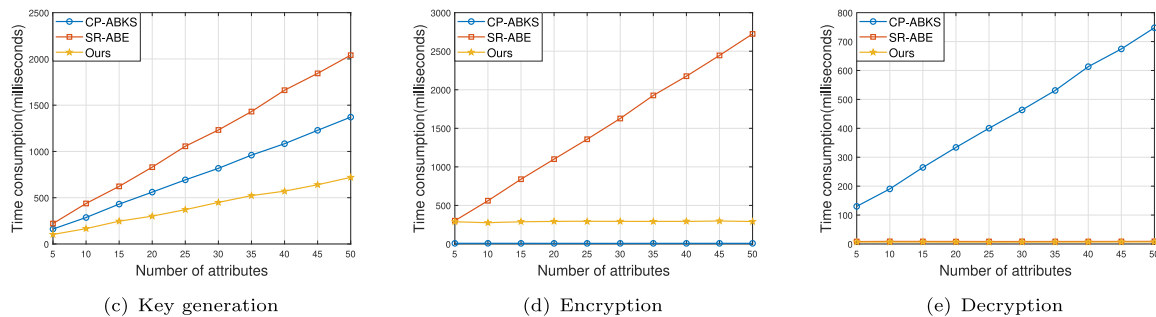 2500
2000
1500
1000
500
0
Time consumption(milliseconds)
CP-ABKS
SR-ABE
Ours
5 10 15 20 25 30 35 40 45 50
Number of attributes
(c) Key generation
3000
2500
2000
1500
1000
500
0
Time consumption(milliseconds)
CP-ABKS
SR-ABE
Ours
5 10 15 20 25 30 35 40 45 50
Number of attributes
(d) Encryption
800
700
600
500
400
300
200
100
0
Time consumption(milliseconds)
CP-ABKS
SR-ABE
Ours
5 10 15 20 25 30 35 40 45 50
Number of attributes
(e) Decryption